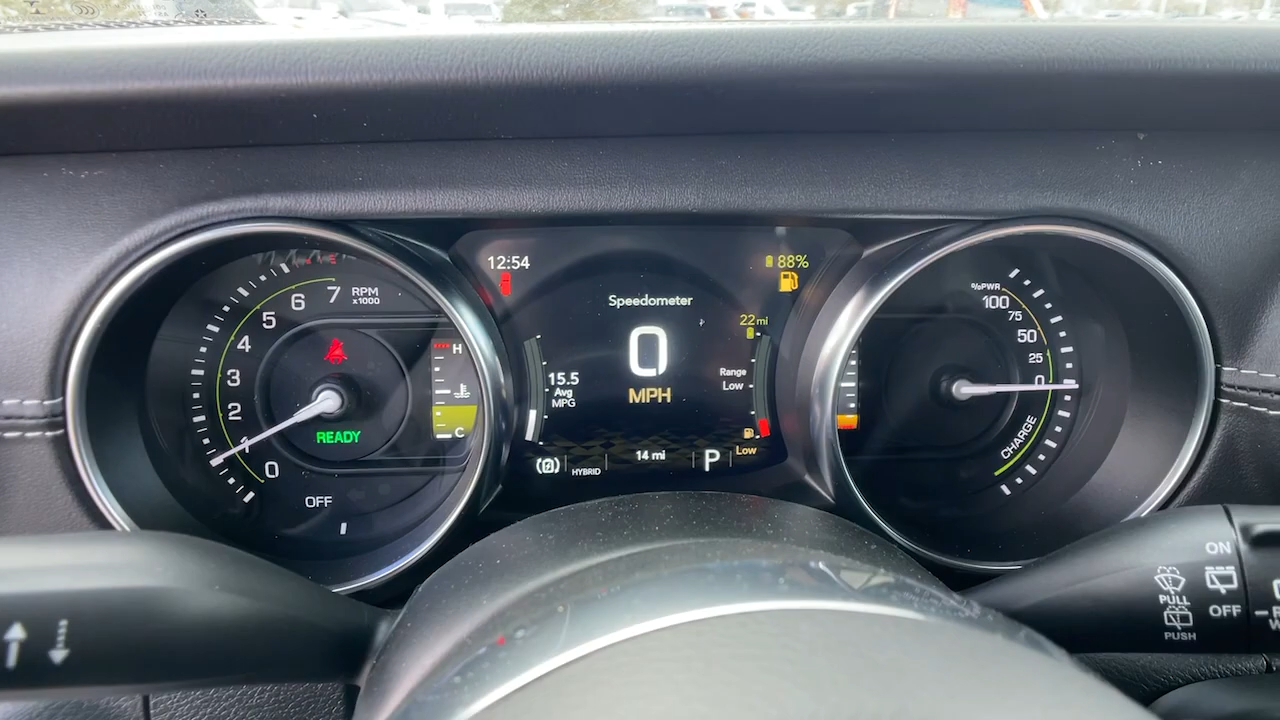 7
RPM
x1000
6
5
4
3
2
1
0
READY
OFF
H
C
12:54
88%
Speedometer
0
MPH
22 mi
15.5
Avg
MPG
Range
Low
Low
HYBRID
14 mi
P
%PWR
100
75
50
25
0
CHARGE
ON
OFF
PULL
PUSH